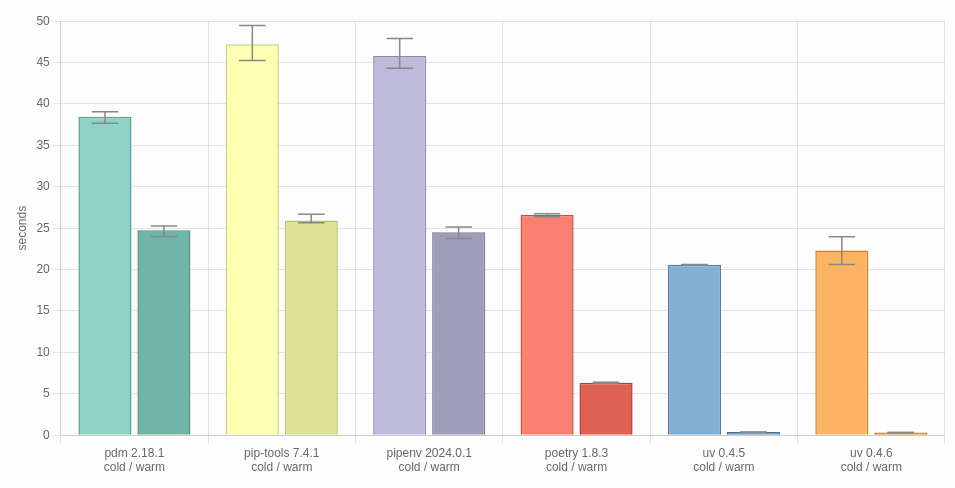 50
45
40
35
30
25
20
15
10
5
0
seconds
pdm 2.18.1
cold / warm
pip-tools 7.4.1
cold / warm
pipenv 2024.0.1
cold / warm
poetry 1.8.3
cold / warm
uv 0.4.5
cold / warm
uv 0.4.6
cold / warm